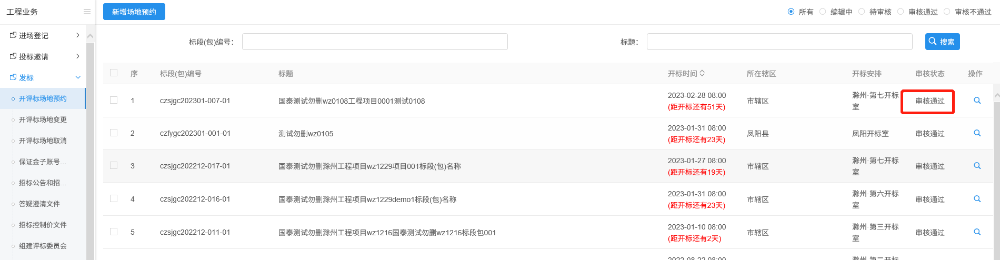 工程业务
新增场地预约
所有
编辑中
待审核
审核通过
审核不通过
进场登记
投标邀请
发标
开评标场地预约
开评标场地变更
开评标场地取消
保证金子账号...
招标公告和招...
答疑澄清文件
招标控制价文件
组建评标委员会
标段(包)编号：
标题：
搜索
序 标段(包)编号 标题 开标时间 所在辖区 开标安排 审核状态 操作
1 czsjgc202301-007-01 国泰测试勿删wz0108工程项目0001测试0108 2023-02-28 08:00 市辖区 滁州·第七开标 审核通过
(距开标还有51天) 室
2 czfygc202301-001-01 测试勿删wz0105 2023-01-31 08:00 凤阳县 凤阳开标室 审核通过
(距开标还有23天)
3 czsjgc202212-017-01 国泰测试勿删滁州工程项目wz1229项目001标段(包)名称 2023-01-27 08:00 市辖区 滁州·第七开标 审核通过
(距开标还有19天) 室
4 czsjgc202212-016-01 国泰测试勿删滁州工程项目wz1229demo1标段(包)名称 2023-01-31 08:00 市辖区 滁州·第六开标 审核通过
(距开标还有23天) 室
5 czsjgc202212-011-01 国泰测试勿删滁州工程项目wz1216国泰测试勿删wz1216标段包001 2023-01-10 08:00 市辖区 滁州·第三开标 审核通过
(距开标还有2天) 室